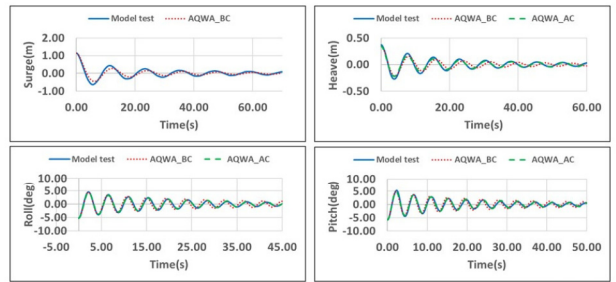 Model test AQWA_BC
Surge(m)
2.00
1.00
0.00
-1.00
0.00 20.00 40.00 60.00
Time(s)
Model test AQWA_BC AQWA_AC
Heave(m)
0.50
0.00
-0.50
0.00 20.00 40.00 60.00
Time(s)
Model test AQWA_BC AQWA_AC
Roll(deg)
10.00
5.00
0.00
-5.00
-10.00
-5.00 5.00 15.00 25.00 35.00 45.00
Time(s)
Model test AQWA_BC AQWA_AC
Pitch(deg)
10.00
5.00
0.00
-5.00
-10.00
0.00 10.00 20.00 30.00 40.00 50.00
Time(s)